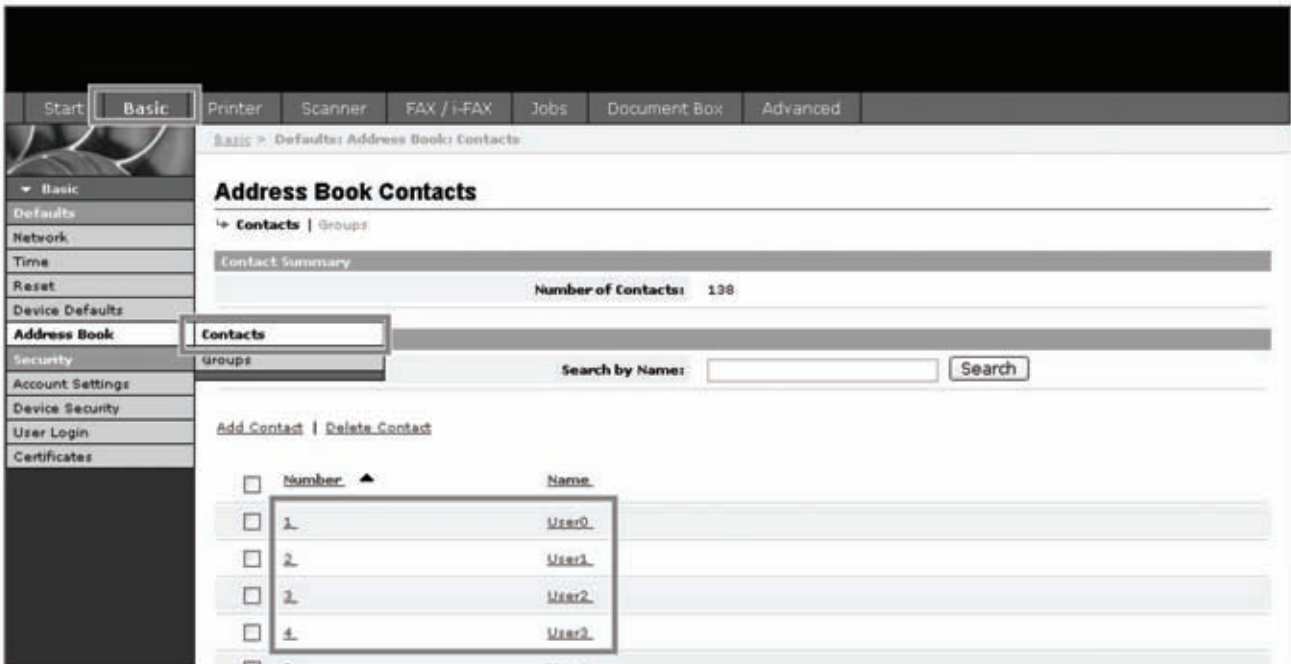 Start Basic Printer Scanner FAX / i-FAX Jobs Document Box Advanced
Basic > Defaults: Address Book: Contacts
Basic
Defaults
Network
Time
Reset
Device Defaults
Address Book
Security
Account Settings
Device Security
User Login
Certificates
Contacts
Groups
Address Book Contacts
Contacts | Groups
Contact Summary
Number of Contacts: 138
Search by Name: Search
Add Contact | Delete Contact
Number Name
1 User0
2 User1
3 User2
4 User3